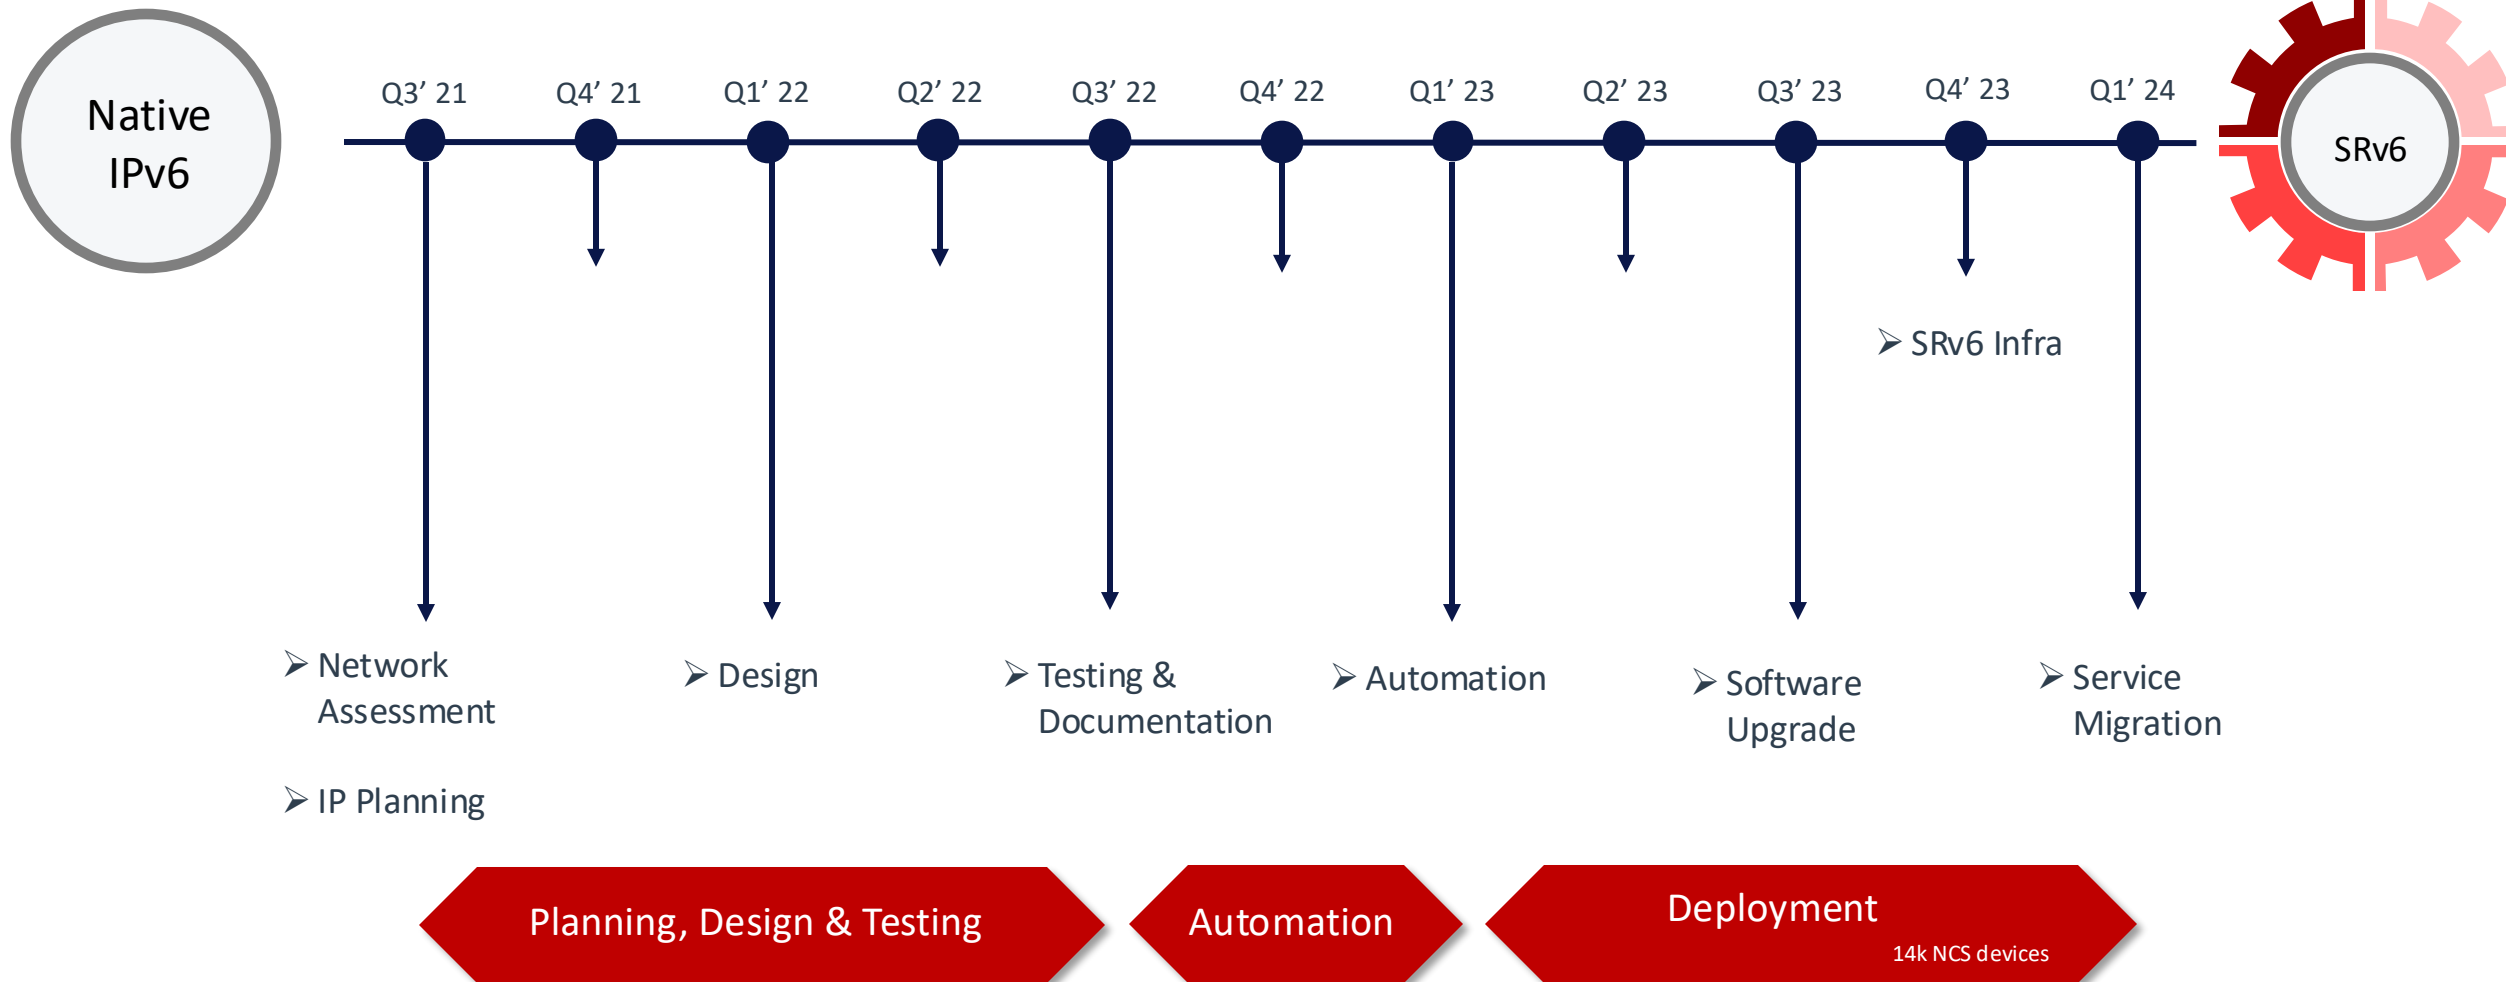 Native
IPv6
Q3’ 21
Q4’ 21
Q1’ 22
Q2’ 22
Q3’ 22
Q4’ 22
Q1’ 23
Q2’ 23
Q3’ 23
Q4’ 23
Q1’ 24
SRv6
➢ SRv6 Infra
➢ Network
Assessment
➢ IP Planning
➢ Design
➢ Testing &
Documentation
➢ Automation
➢ Software
Upgrade
➢ Service
Migration
Planning, Design & Testing
Automation
Deployment
14k NCS devices